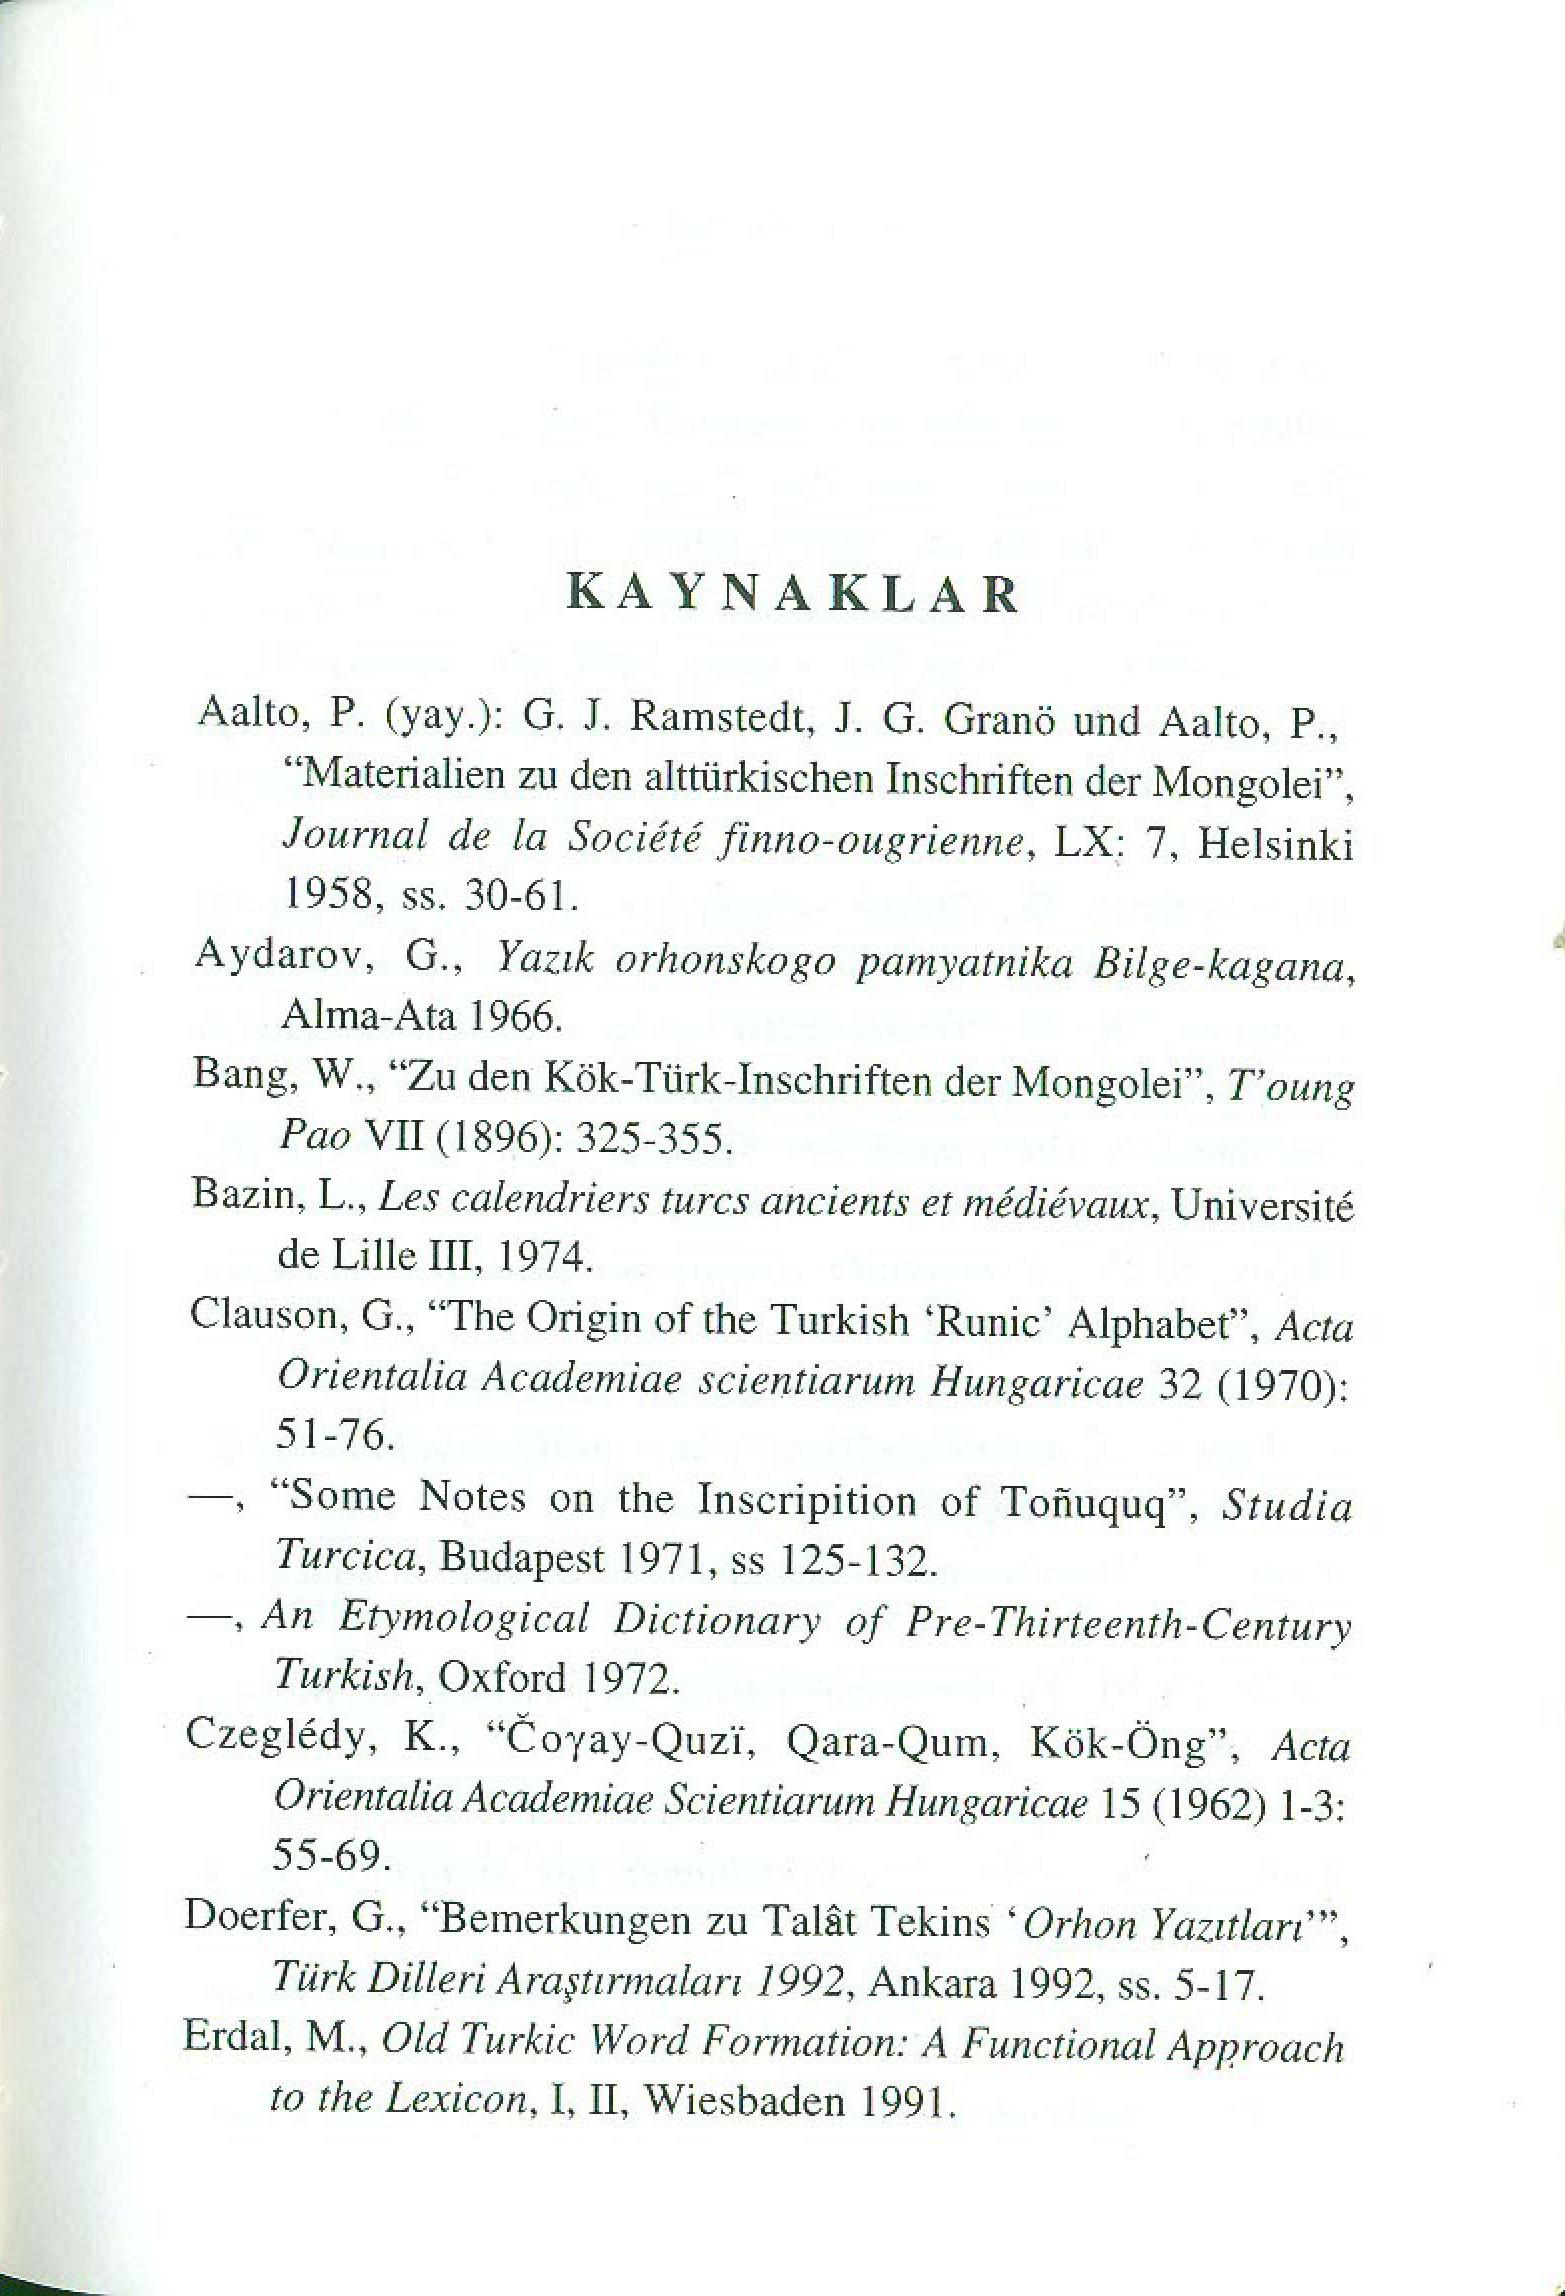 KAYNAKLAR
Aalto, P. (yay.): G. J. Ramstedt, J. G. Granö und Aalto, P.,
“Materialien zu den alttürkischen Inschriften der Mongolei”,
Journal de la Société finno-ougrienne, LX: 7, Helsinki
1958, ss. 30-61.
Aydarov, G., Yazık orhonskogo pamyatnika Bilge-kagana,
Alma-Ata 1966.
Bang, W., “Zu den Kök-Türk-Inschriften der Mongolei”, T’oung
Pao VII (1896): 325-355.
Bazin, L., Les calendriers turcs ancients et médiévaux, Université
de Lille III, 1974.
Clauson, G., “The Origin of the Turkish ‘Runic’ Alphabet”, Acta
Orientalia Academiae scientiarum Hungaricae 32 (1970):
51-76.
—, “Some Notes on the Inscripition of Toñuquq”, Studia
Turcica, Budapest 1971, ss 125-132.
—, An Etymological Dictionary of Pre-Thirteenth-Century
Turkish, Oxford 1972.
Czeglédy, K., “Čoγay-Quzï, Qara-Qum, Kök-Öng”, Acta
Orientalia Academiae Scientiarum Hungaricae 15 (1962) 1-3:
55-69.
Doerfer, G., “Bemerkungen zu Talât Tekins ‘Orhon Yazıtları’”,
Türk Dilleri Araştırmaları 1992, Ankara 1992, ss. 5-17.
Erdal, M., Old Turkic Word Formation: A Functional Approach
to the Lexicon, I, II, Wiesbaden 1991.